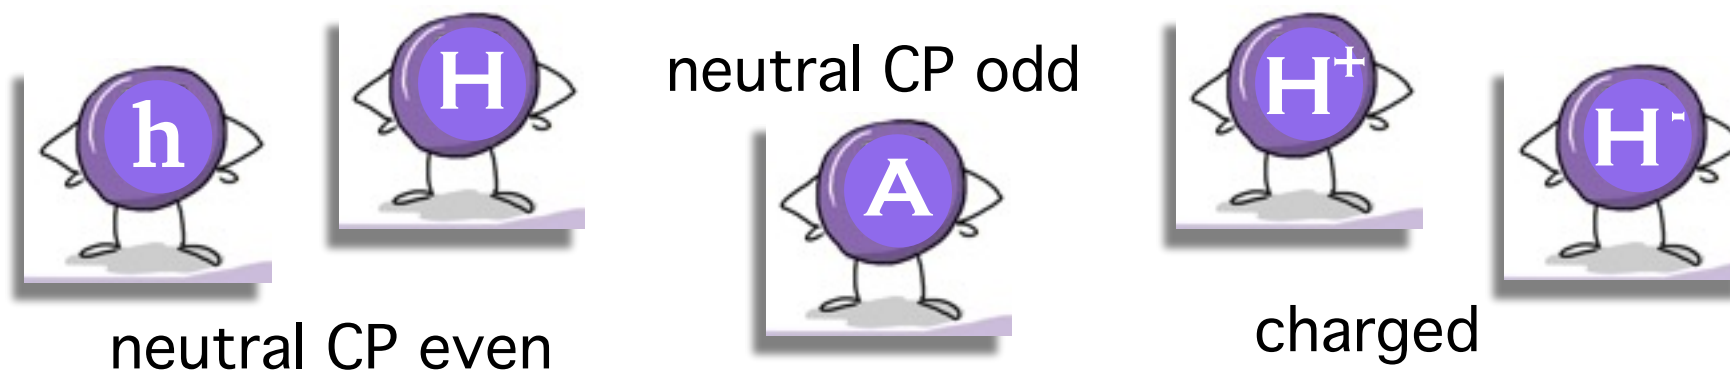 h
H
neutral CP even
neutral CP odd
A
H⁺
H⁻
charged